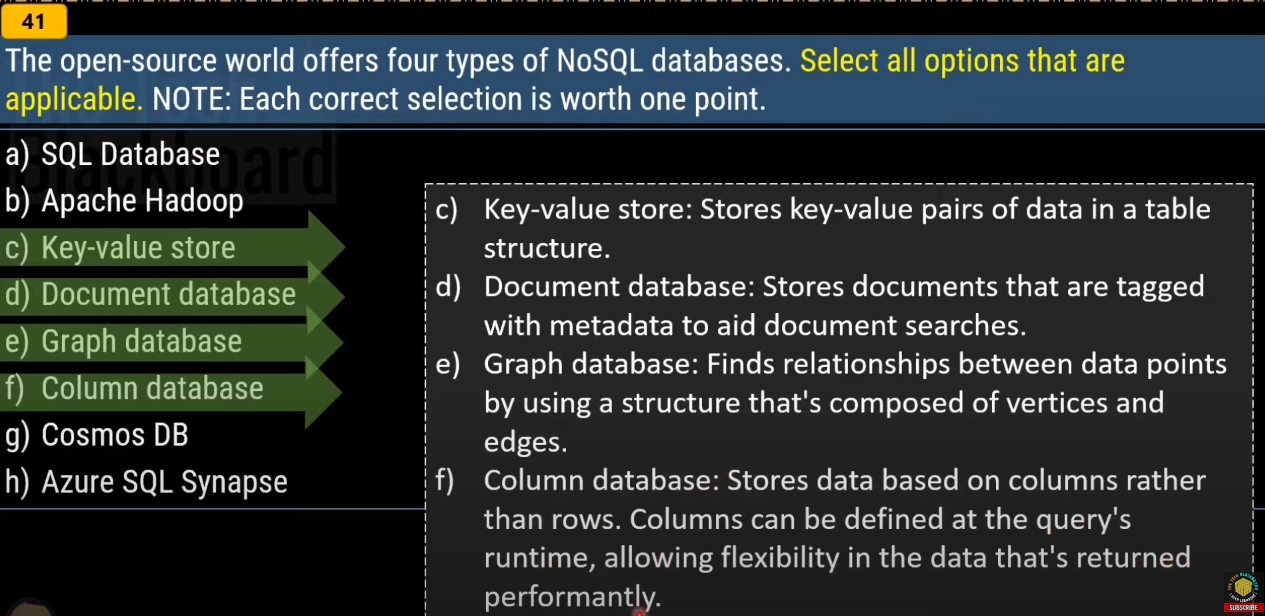 41
The open-source world offers four types of NoSQL databases. Select all options that are
applicable. NOTE: Each correct selection is worth one point.
a) SQL Database
b) Apache Hadoop
c) Key-value store
d) Document database
e) Graph database
f) Column database
g) Cosmos DB
h) Azure SQL Synapse
c) Key-value store: Stores key-value pairs of data in a table
structure.
d) Document database: Stores documents that are tagged
with metadata to aid document searches.
e) Graph database: Finds relationships between data points
by using a structure that's composed of vertices and
edges.
f) Column database: Stores data based on columns rather
than rows. Columns can be defined at the query's
runtime, allowing flexibility in the data that's returned
performantly.
SUBSCRIBE